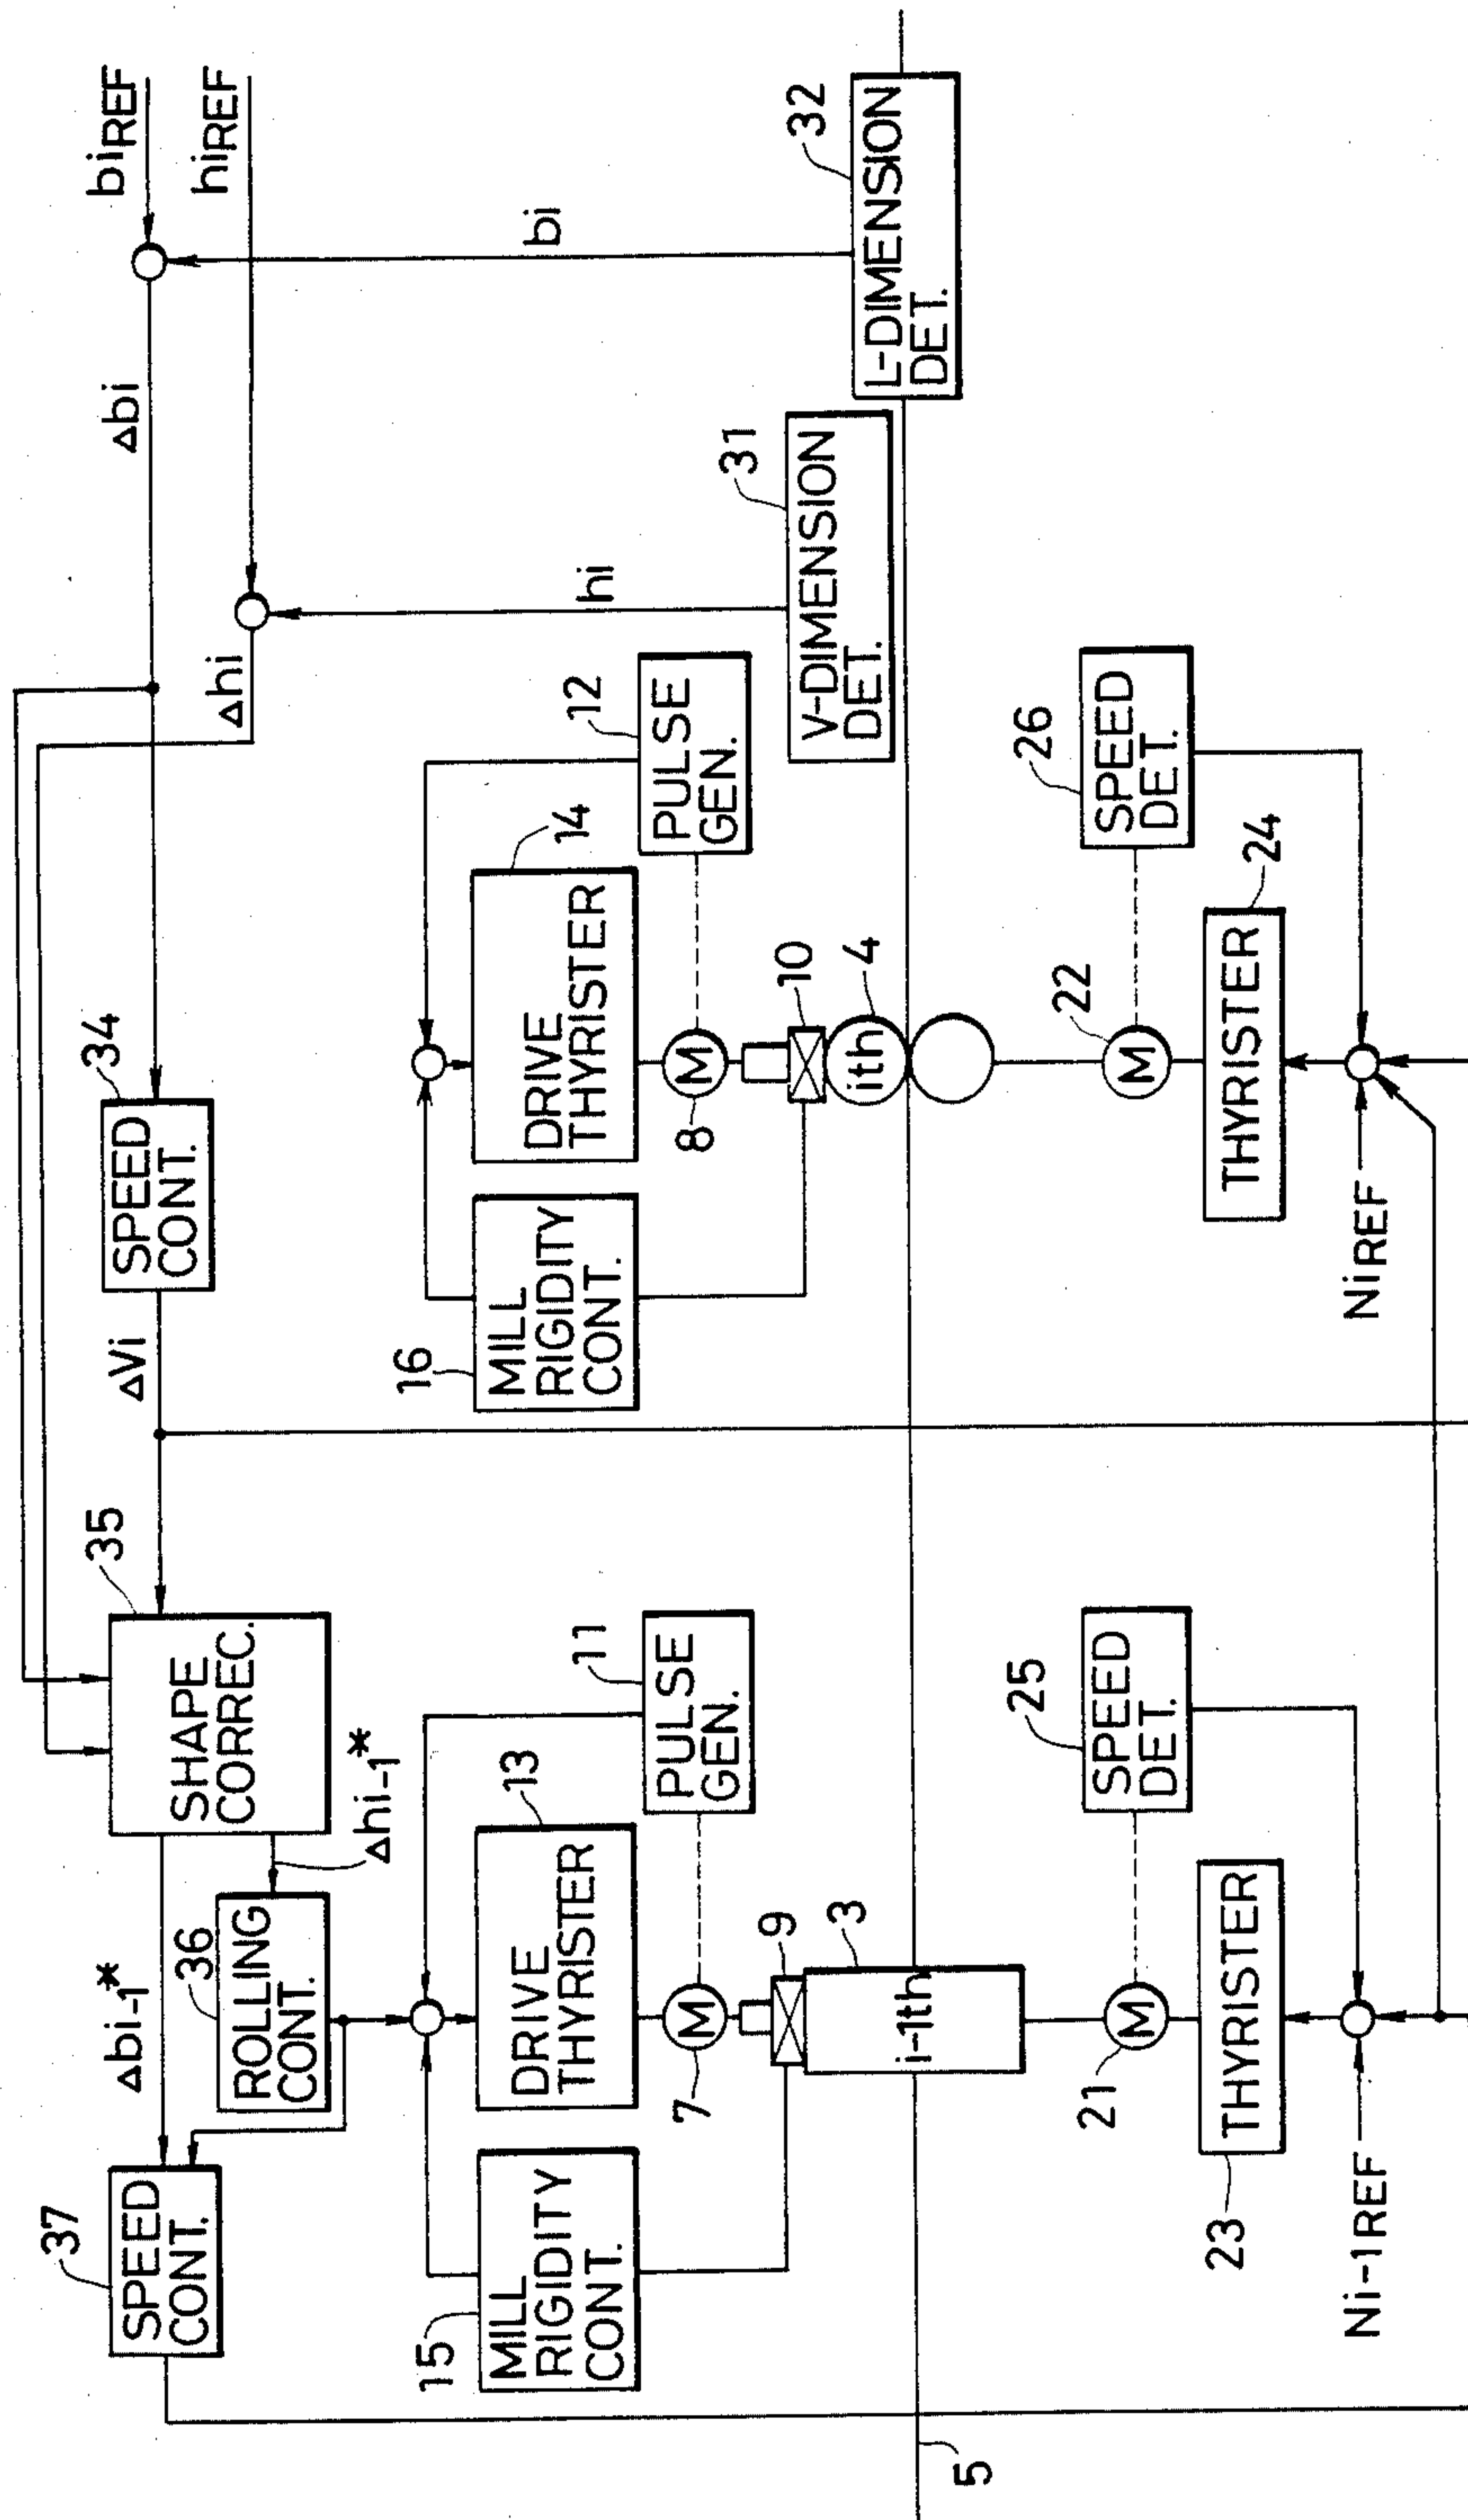 37
SPEED
CONT.
Δbi-1*
36
ROLLING
CONT.
Δhi-1*
35
SHAPE
CORREC.
ΔVi
34
SPEED
CONT.
Δbi
biREF
Δhi
hiREF
15
MILL
RIGIDITY
CONT.
13
DRIVE
THYRISTER
11
PULSE
GEN.
16
MILL
RIGIDITY
CONT.
14
DRIVE
THYRISTER
12
PULSE
GEN.
hi
bi
7
M
8
M
9
3
i-1th
10
4
ith
31
V-DIMENSION
DET.
32
L-DIMENSION
DET.
5
21
M
25
SPEED
DET.
22
M
26
SPEED
DET.
23
THYRISTER
24
THYRISTER
Ni-1REF
NiREF